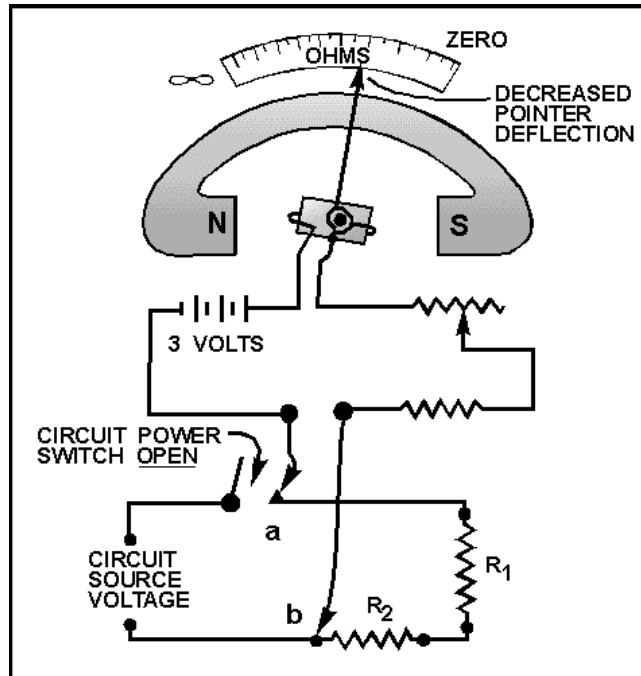 ZERO
OHMS
∞
DECREASED
POINTER
DEFLECTION
N
S
3 VOLTS
CIRCUIT POWER
SWITCH OPEN
a
CIRCUIT
SOURCE
VOLTAGE
R1
b
R2